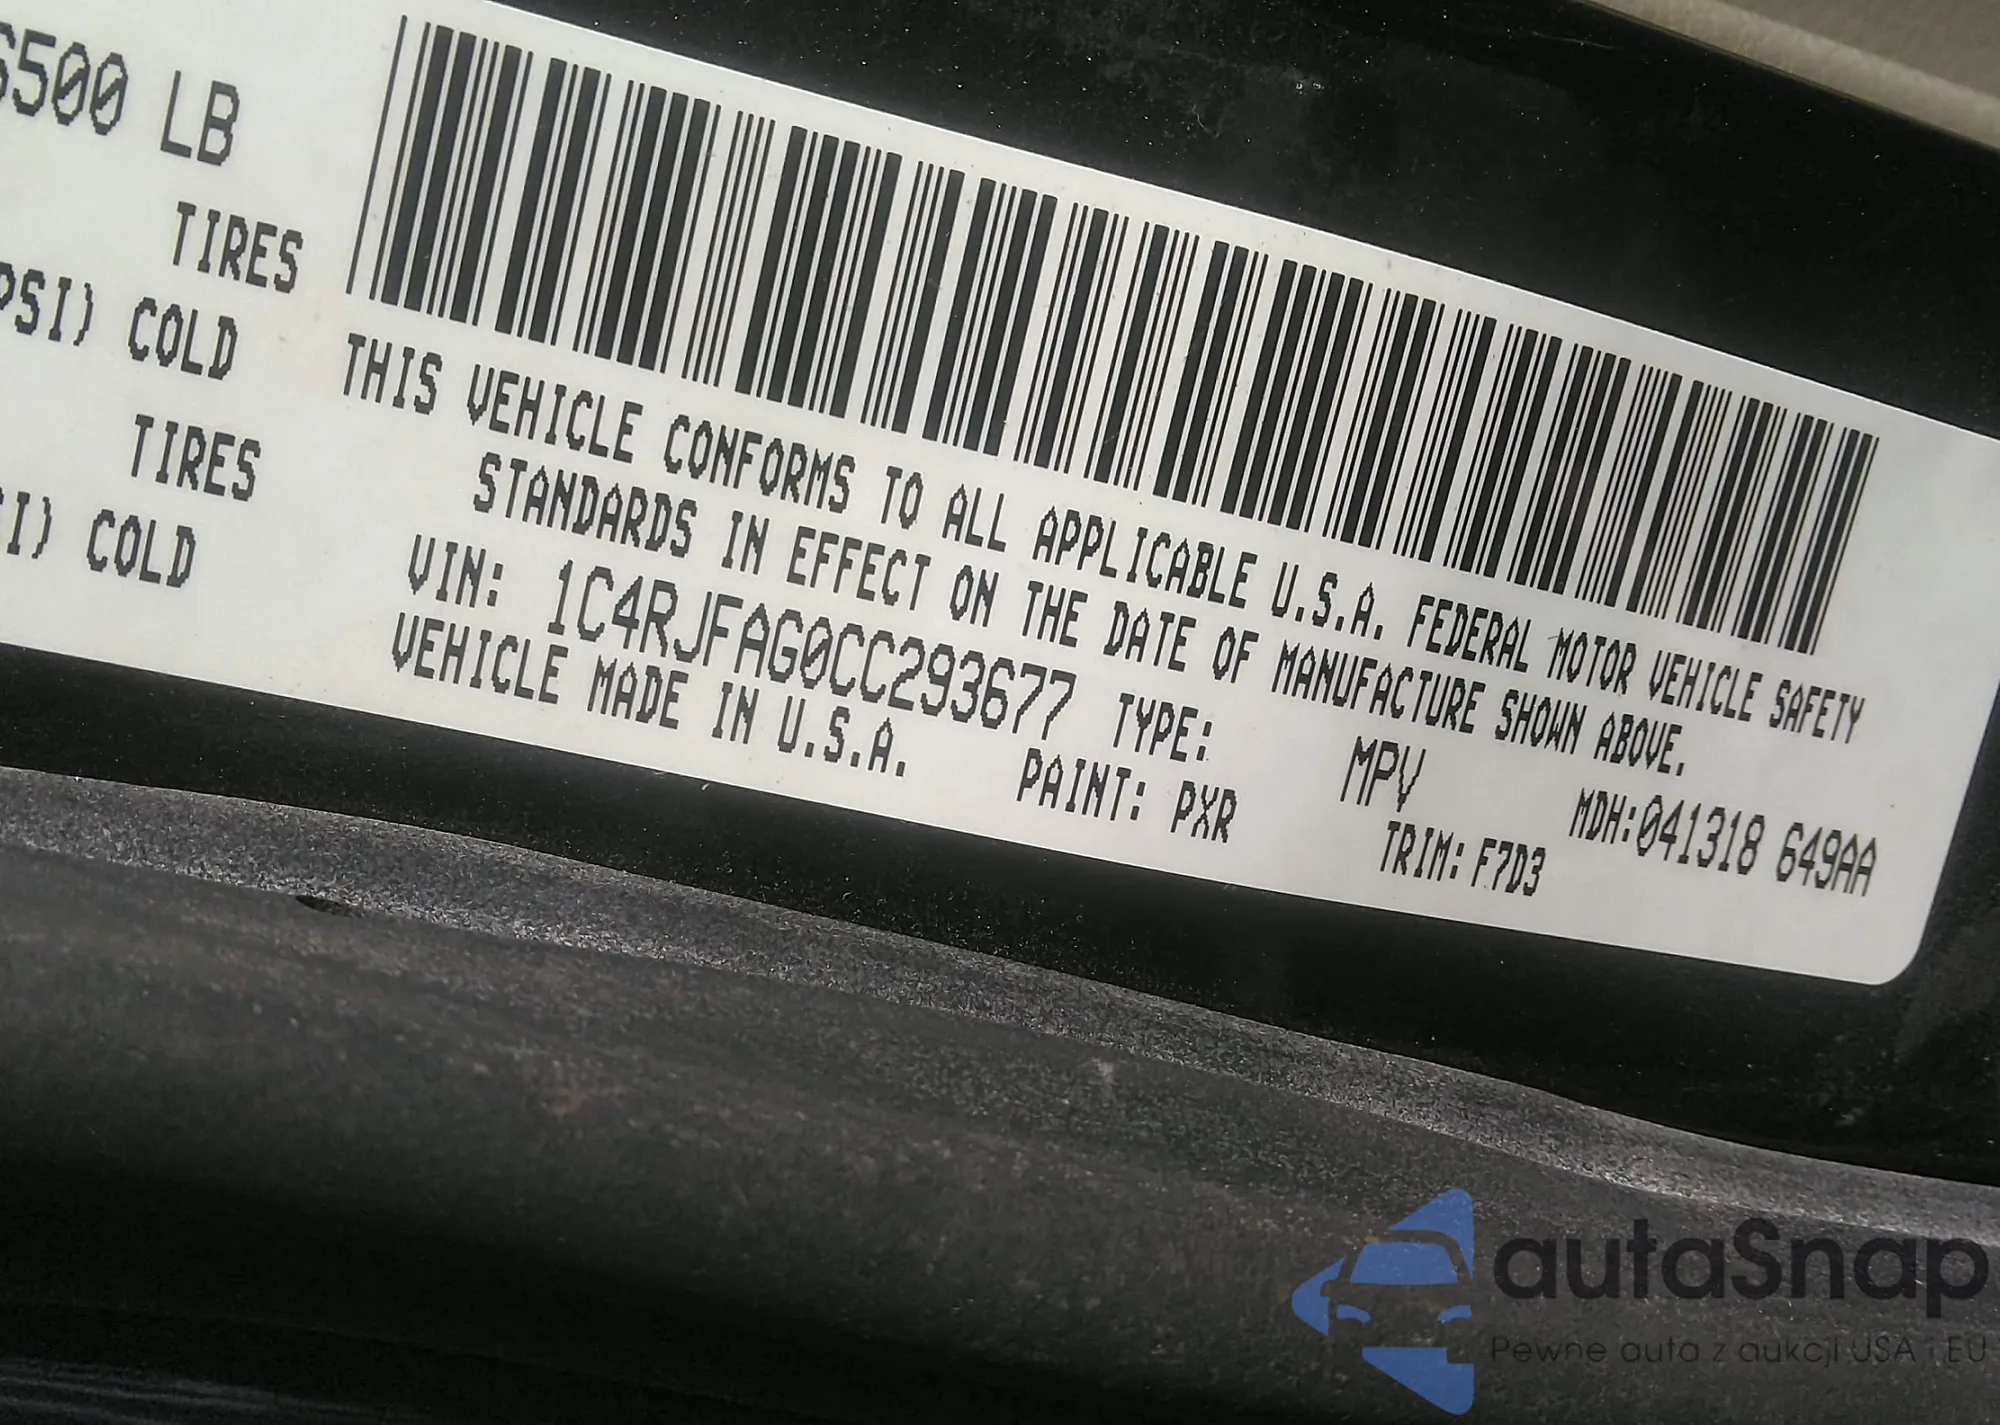 6500 LB
TIRES
PSI) COLD
TIRES
SI) COLD
THIS VEHICLE CONFORMS TO ALL APPLICABLE U.S.A. FEDERAL MOTOR VEHICLE SAFETY
STANDARDS IN EFFECT ON THE DATE OF MANUFACTURE SHOWN ABOVE.
VIN: 1C4RJFAG0CC293677 TYPE: MPV MDH:041318 649AA
VEHICLE MADE IN U.S.A. PAINT: PXR TRIM: F7D3
autaSnap
Pewne auta z aukcji USA i EU